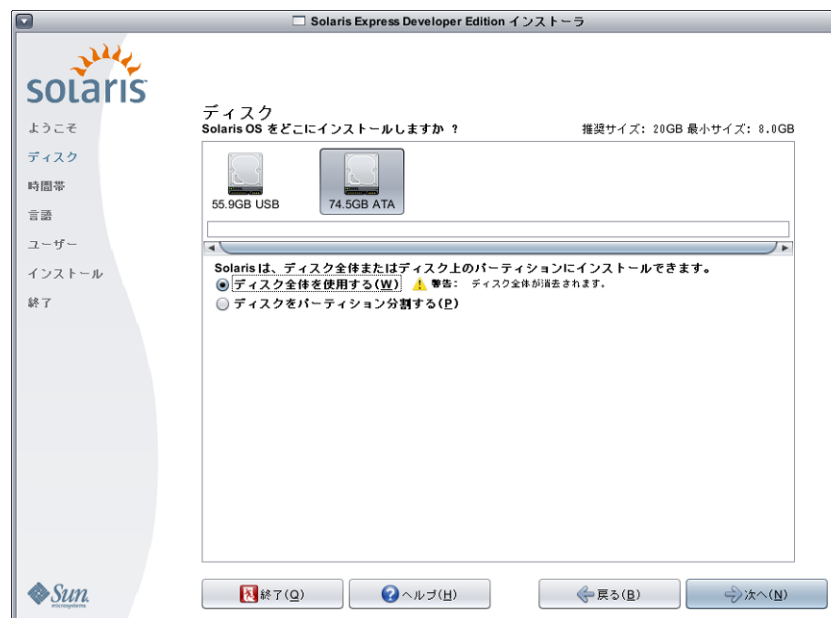 Solaris Express Developer Edition インストーラ
solaris
ようこそ
ディスク
時間帯
言語
ユーザー
インストール
終了
ディスク
Solaris OS をどこにインストールしますか ?
推奨サイズ: 20GB 最小サイズ: 8.0GB
55.9GB USB
74.5GB ATA
Solaris は、ディスク全体またはディスク上のパーティションにインストールできます。
ディスク全体を使用する(W) 警告: ディスク全体が消去されます。
ディスクをパーティション分割する(P)
Sun
microsystems
終了(Q)
ヘルプ(H)
戻る(B)
次へ(N)